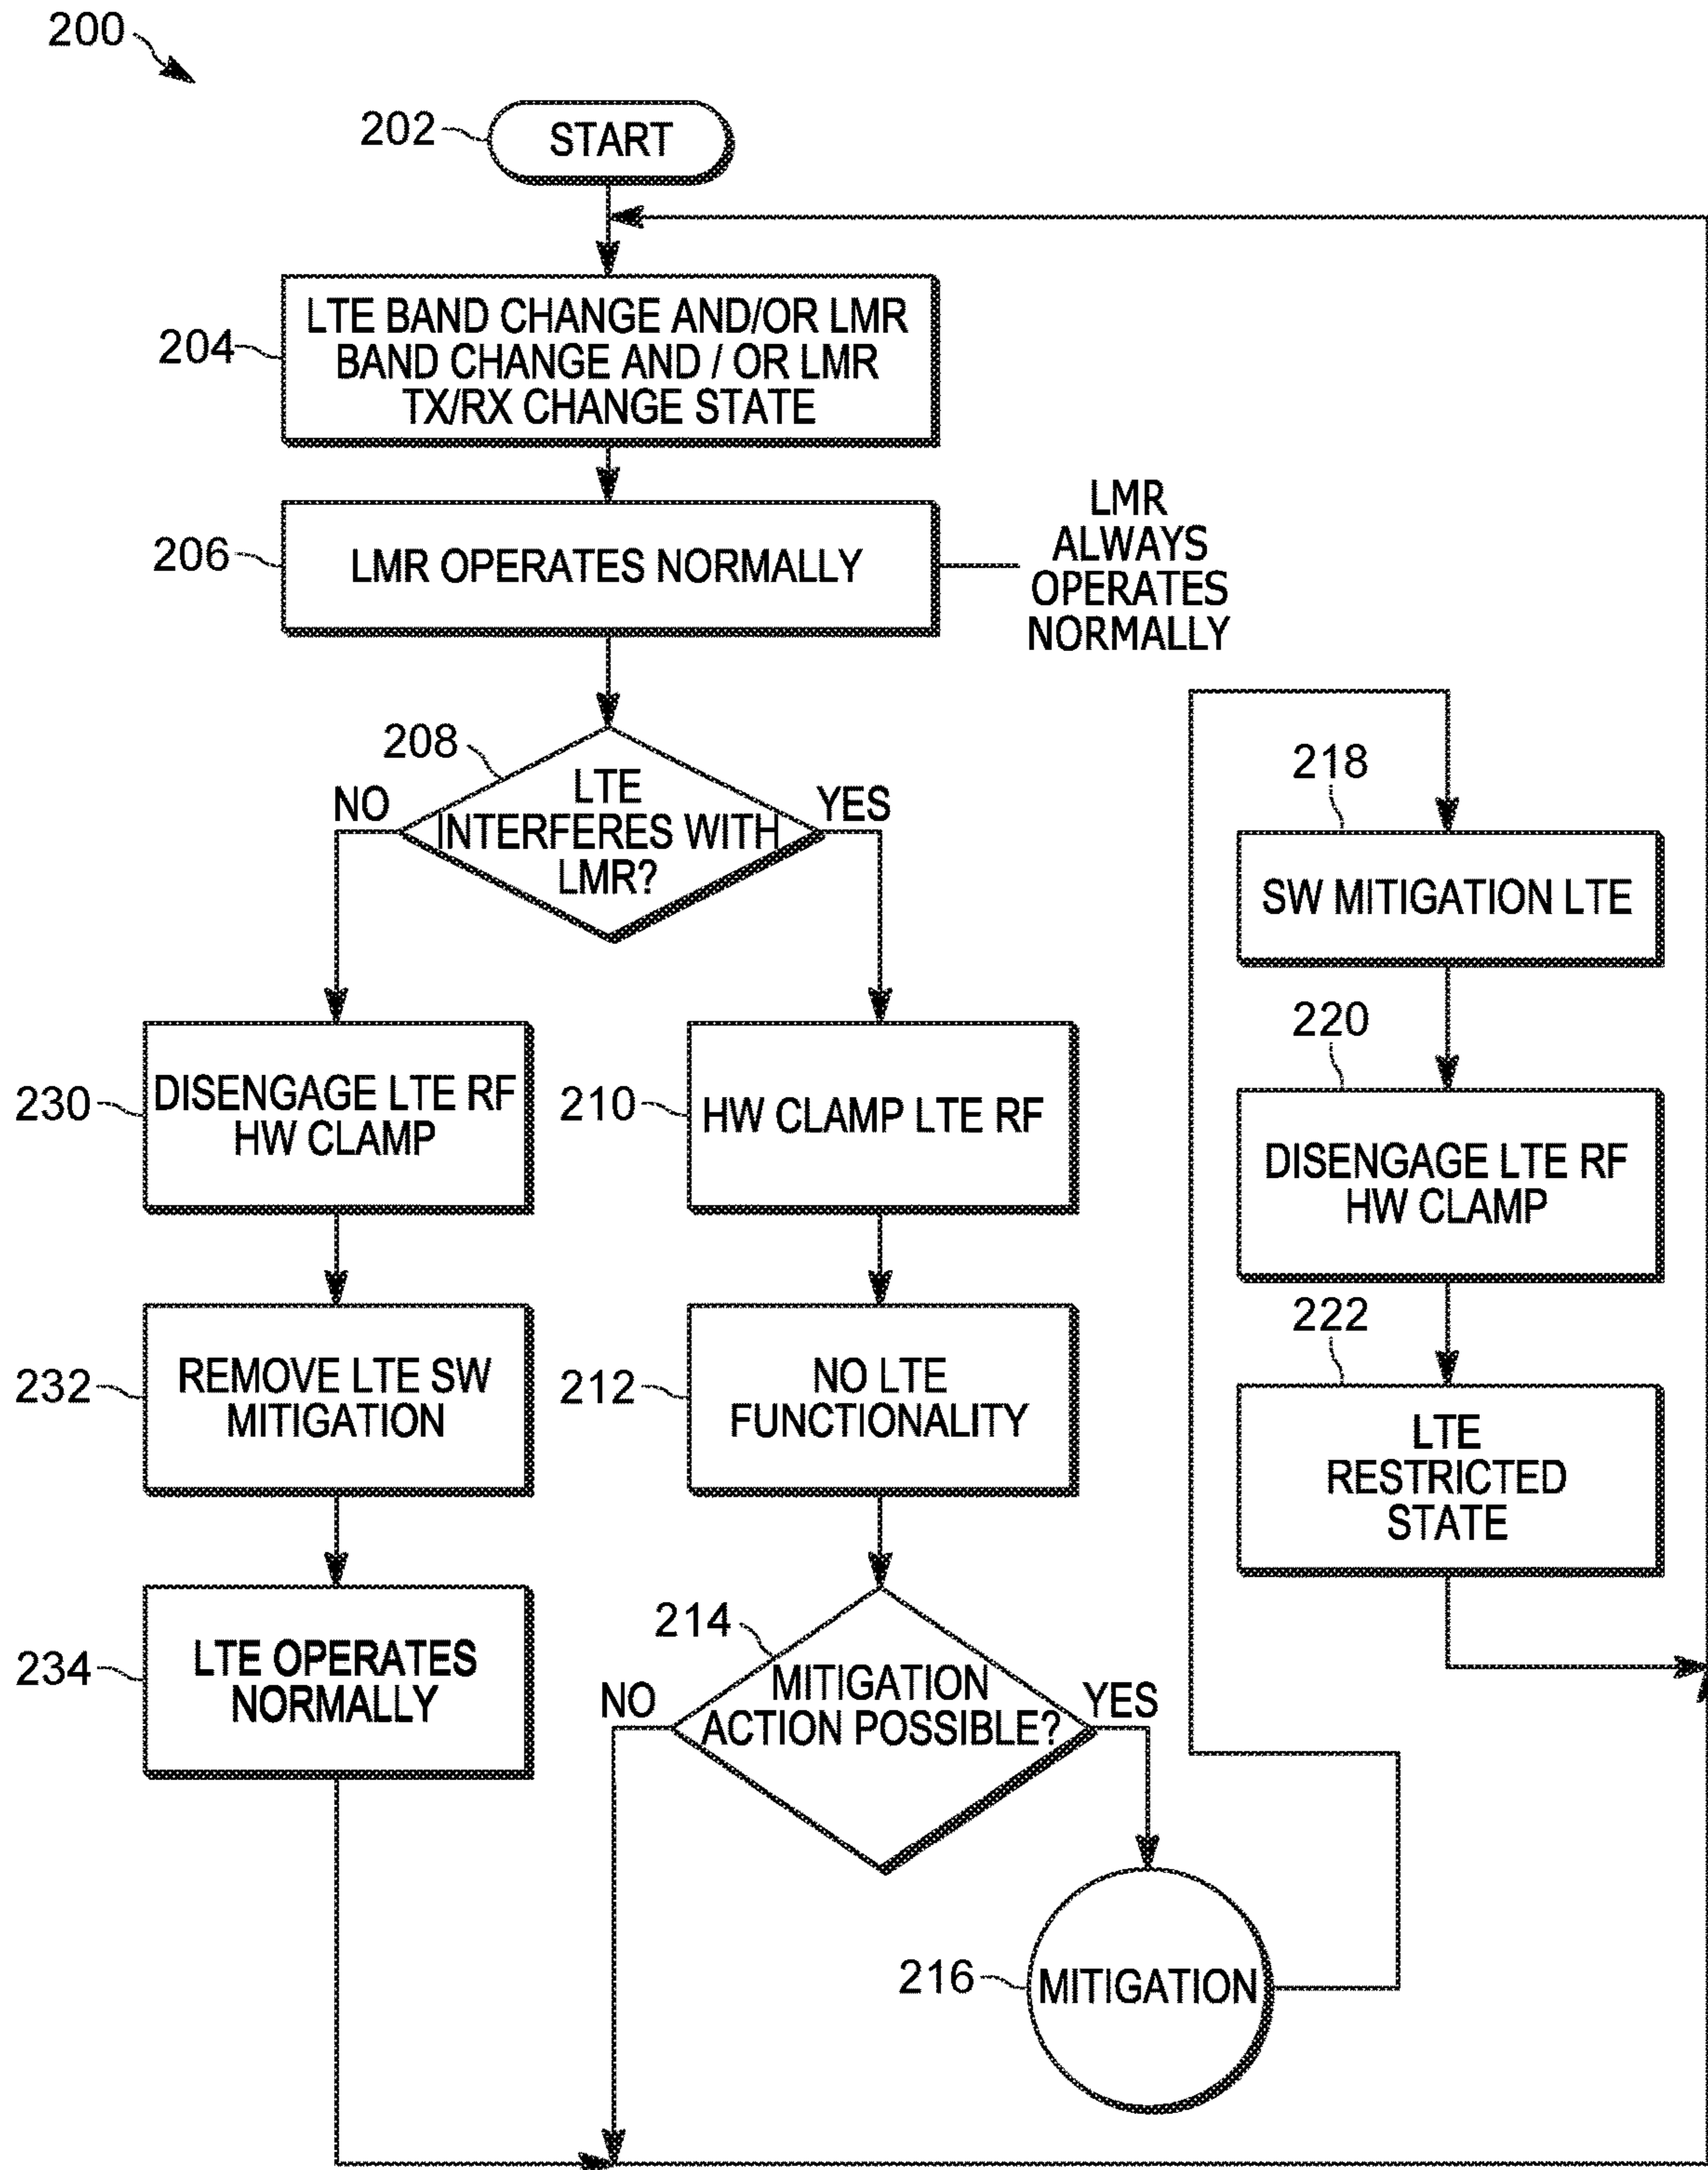 200
202
START
204
LTE BAND CHANGE AND/OR LMR
BAND CHANGE AND / OR LMR
TX/RX CHANGE STATE
206
LMR OPERATES NORMALLY
LMR
ALWAYS
OPERATES
NORMALLY
208
LTE
INTERFERES WITH
LMR?
NO
YES
230
DISENGAGE LTE RF
HW CLAMP
232
REMOVE LTE SW
MITIGATION
234
LTE OPERATES
NORMALLY
210
HW CLAMP LTE RF
212
NO LTE
FUNCTIONALITY
214
MITIGATION
ACTION POSSIBLE?
NO
YES
216
MITIGATION
218
SW MITIGATION LTE
220
DISENGAGE LTE RF
HW CLAMP
222
LTE
RESTRICTED
STATE